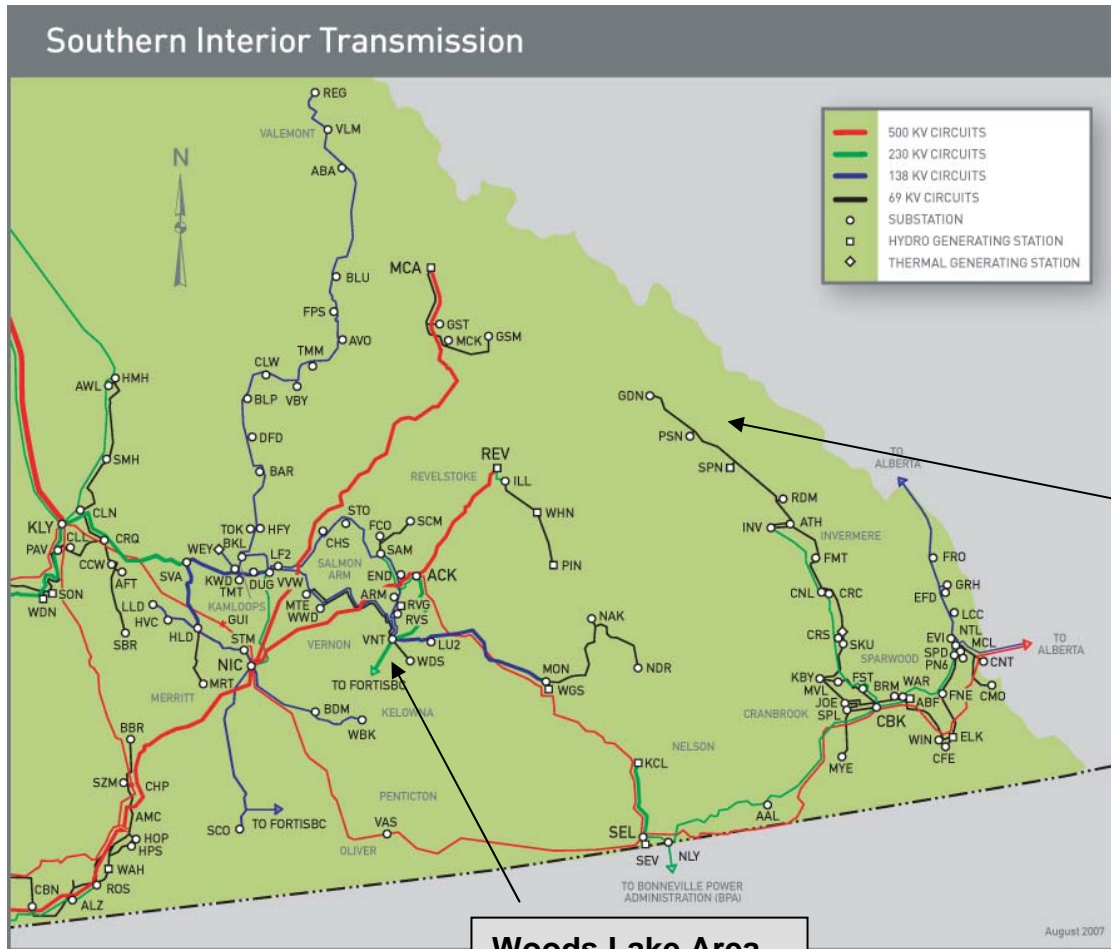 Southern Interior Transmission
500 KV CIRCUITS
230 KV CIRCUITS
138 KV CIRCUITS
69 KV CIRCUITS
SUBSTATION
HYDRO GENERATING STATION
THERMAL GENERATING STATION
N
REG
VALEMONT
VLM
ABA
BLU
FPS
AVO
TMM
CLW
VBY
BLP
DFD
BAR
MCA
GST
MCK
GSM
AWL
HMH
SMH
CLN
KLY
PAV
CLL
CRQ
CCW
AFT
SON
WDN
SBR
TOK
HFY
WEY
BKL
SVA
KWD
TMT
DUG
LF2
VVW
KAMLOOPS
CHS
STO
SALMON
ARM
FCO
SCM
SAM
END
ACK
ARM
RVG
RVS
MTE
WWD
VNT
LU2
WDS
VERNON
TO FORTISBC
KELOWNA
LLD
HVC
HLD
GUI
STM
NIC
MRT
MERRITT
BDM
WBK
REV
REVELSTOKE
ILL
WHN
PIN
NAK
NDR
MON
WGS
NELSON
KCL
SEL
SEV
NLY
AAL
TO BONNEVILLE POWER
ADMINISTRATION (BPA)
PENTICTON
VAS
OLIVER
SCO
TO FORTISBC
BBR
SZM
CHP
AMC
HOP
HPS
WAH
ROS
CBN
ALZ
GDN
PSN
SPN
RDM
INV
ATH
INVERMERE
FMT
CNL
CRC
CRS
SKU
KBY
MVL
FST
JOE
SPL
CRANBROOK
MYE
CBK
BRM
WAR
ABF
SPARWOOD
TO
ALBERTA
FRO
GRH
EFD
LCC
EVI
NTL
SPD
MCL
PN6
CNT
CMO
FNE
WIN
ELK
CFE
TO
ALBERTA
Woods Lake Area
August 2007